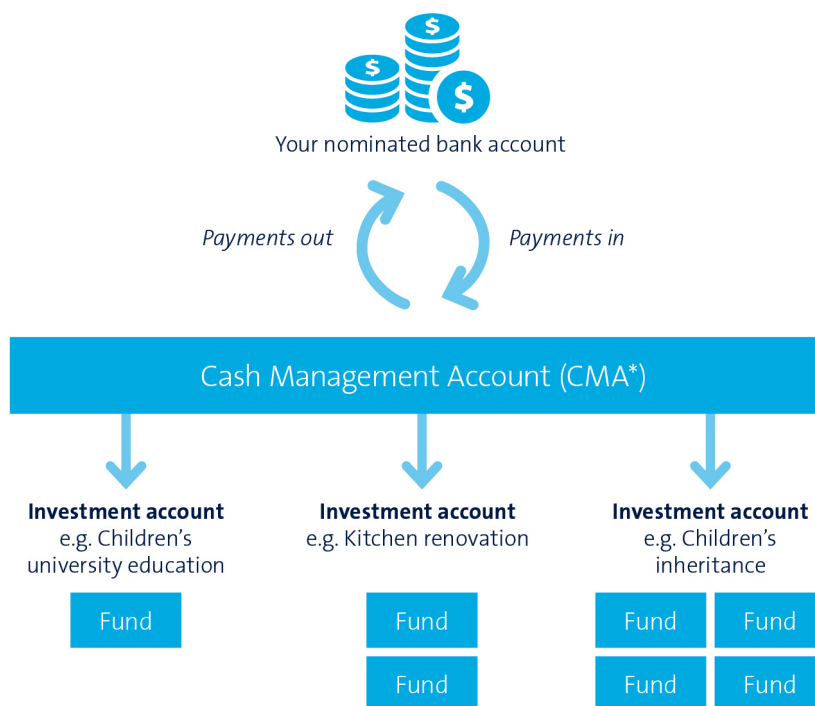 $
$
$
Your nominated bank account
Payments out
Payments in
Cash Management Account (CMA*)
Investment account
e.g. Children’s
university education
Investment account
e.g. Kitchen renovation
Investment account
e.g. Children’s
inheritance
Fund
Fund
Fund
Fund
Fund
Fund
Fund